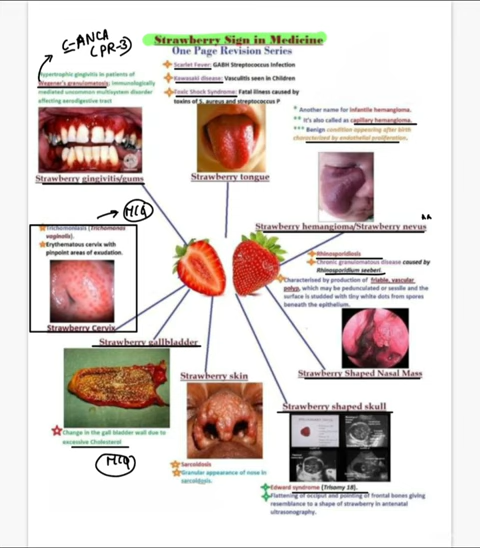 C-ANCA
(PR-3)
Strawberry Sign in Medicine
One Page Revision Series
Scarlet Fever: GABH Streptococcus Infection
Kawasaki disease: Vasculitis seen in Children
Toxic Shock Syndrome: Fatal illness caused by
toxins of S. aureus and streptococcus P
hypertrophic gingivitis in patients of
Wegener's granulomatosis; immunologically
mediated uncommon multisystem disorder
affecting aerodigestive tract
* Another name for infantile hemangioma.
** It's also called as capillary hemangioma.
*** Benign condition appearing after birth
characterized by endothelial proliferation.
Strawberry gingivitis/gums
Strawberry tongue
Strawberry hemangioma/Strawberry nevus
MCQ
Trichomoniasis (Trichomonas
vaginalis).
Erythematous cervix with
pinpoint areas of exudation.
Strawberry Cervix
Rhinosporidiosis
Chronic granulomatous disease caused by
Rhinosporidium seeberi.
Characterized by production of friable, vascular
polyp, which may be pedunculated or sessile and the
surface is studded with tiny white dots from spores
beneath the epithelium.
Strawberry Shaped Nasal Mass
Strawberry gallbladder
Change in the gall bladder wall due to
excessive Cholesterol
MCQ
Strawberry skin
Sarcoidosis
Granular appearance of nose in
sarcoidosis.
Strawberry shaped skull
Edward syndrome (Trisomy 18).
Flattening of occiput and pointing of frontal bones giving
resemblance to a shape of strawberry in antenatal
ultrasonography.